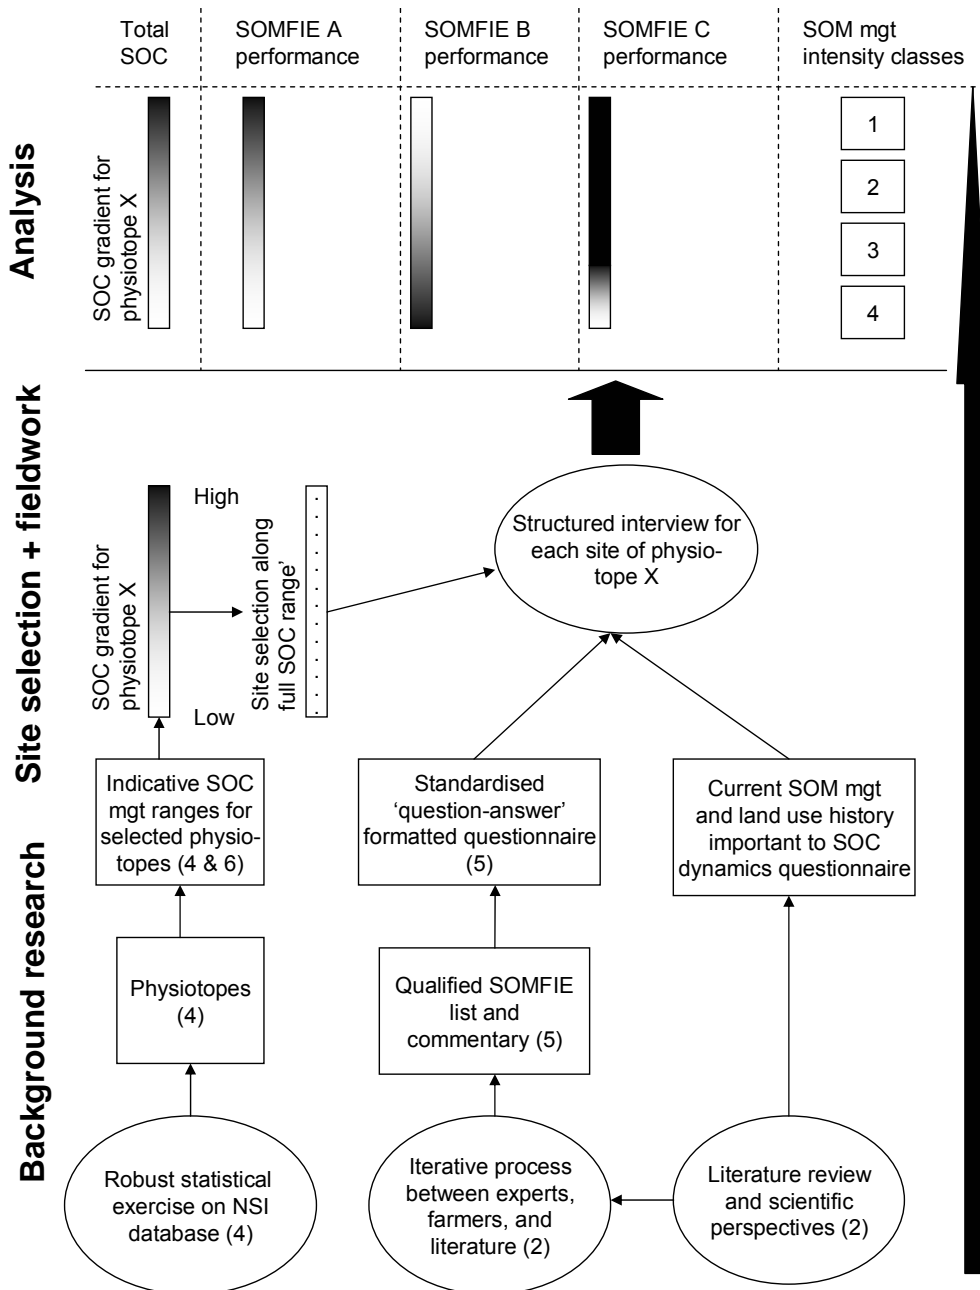 Total
SOC
SOMFIE A
performance
SOMFIE B
performance
SOMFIE C
performance
SOM mgt
intensity classes
Analysis
SOC gradient for
physiotope X
1
2
3
4
Site selection + fieldwork
SOC gradient for
physiotope X
High
Low
Site selection along
full SOC range'
Structured interview for
each site of physio-
tope X
Background research
Indicative SOC
mgt ranges for
selected physio-
topes (4 & 6)
Standardised
‘question-answer’
formatted questionnaire
(5)
Current SOM mgt
and land use history
important to SOC
dynamics questionnaire
Physiotopes
(4)
Qualified SOMFIE
list and
commentary (5)
Robust statistical
exercise on NSI
database (4)
Iterative process
between experts,
farmers, and
literature (2)
Literature review
and scientific
perspectives (2)